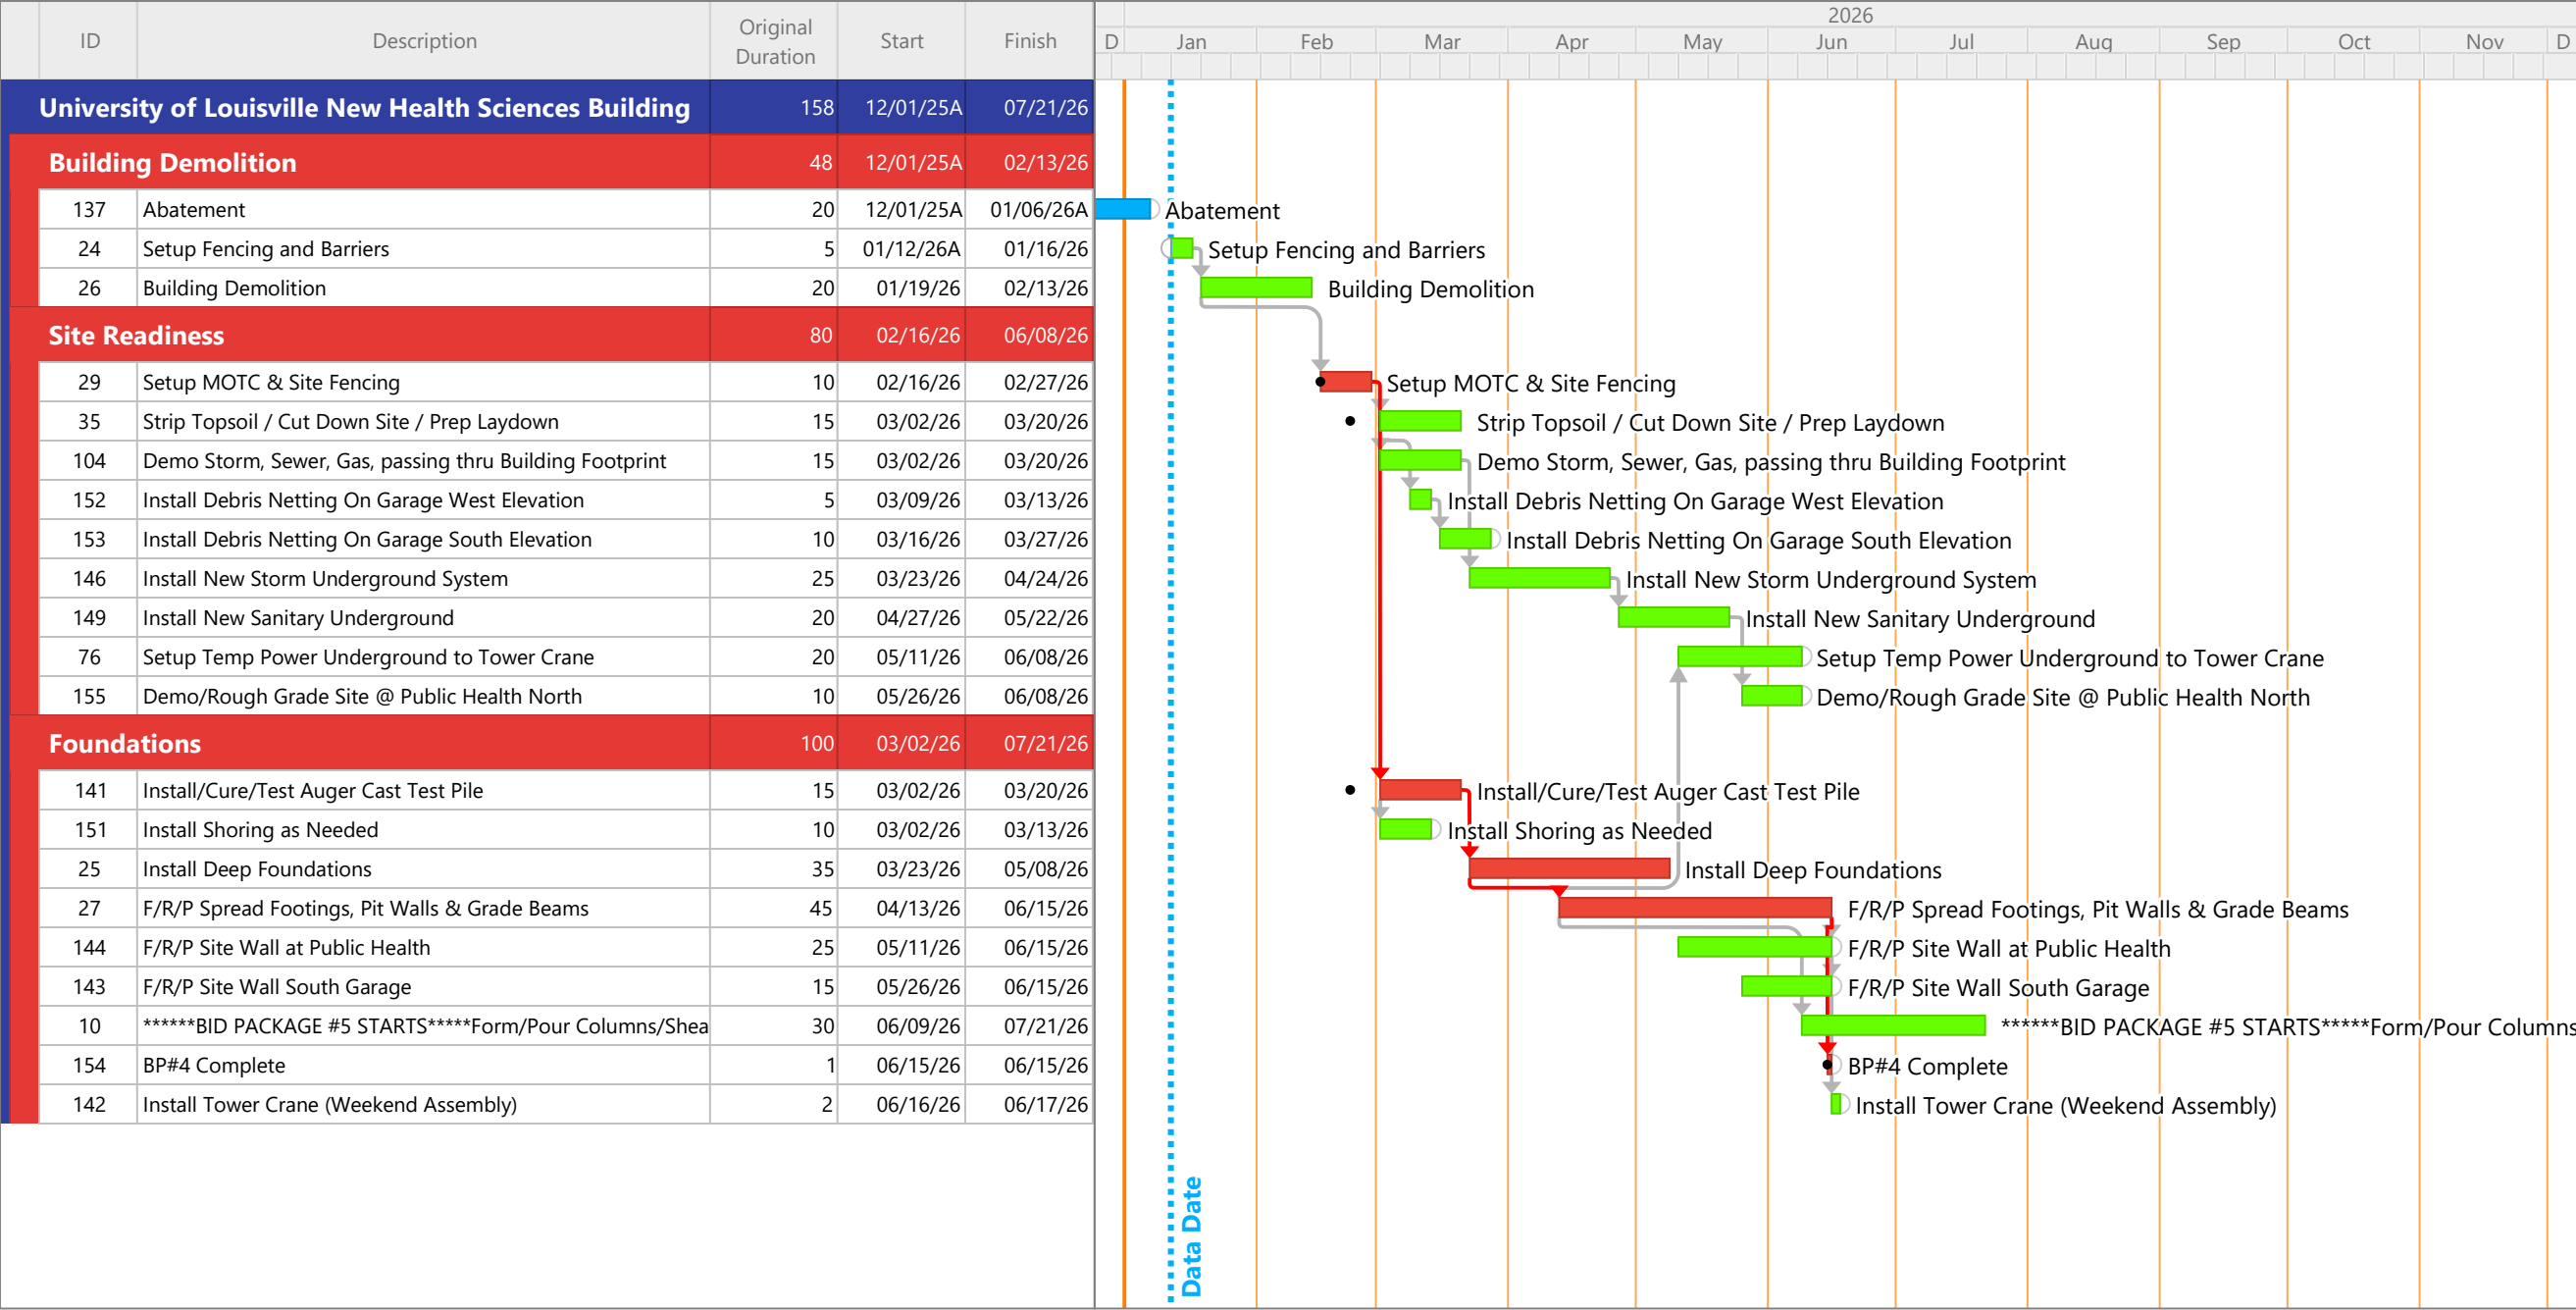 2026
ID Description Original Duration Start Finish D Jan Feb Mar Apr May Jun Jul Aug Sep Oct Nov D
University of Louisville New Health Sciences Building 158 12/01/25A 07/21/26
Building Demolition 48 12/01/25A 02/13/26
137 Abatement 20 12/01/25A 01/06/26A Abatement
24 Setup Fencing and Barriers 5 01/12/26A 01/16/26 Setup Fencing and Barriers
26 Building Demolition 20 01/19/26 02/13/26 Building Demolition
Site Readiness 80 02/16/26 06/08/26
29 Setup MOTC & Site Fencing 10 02/16/26 02/27/26 Setup MOTC & Site Fencing
35 Strip Topsoil / Cut Down Site / Prep Laydown 15 03/02/26 03/20/26 Strip Topsoil / Cut Down Site / Prep Laydown
104 Demo Storm, Sewer, Gas, passing thru Building Footprint 15 03/02/26 03/20/26 Demo Storm, Sewer, Gas, passing thru Building Footprint
152 Install Debris Netting On Garage West Elevation 5 03/09/26 03/13/26 Install Debris Netting On Garage West Elevation
153 Install Debris Netting On Garage South Elevation 10 03/16/26 03/27/26 Install Debris Netting On Garage South Elevation
146 Install New Storm Underground System 25 03/23/26 04/24/26 Install New Storm Underground System
149 Install New Sanitary Underground 20 04/27/26 05/22/26 Install New Sanitary Underground
76 Setup Temp Power Underground to Tower Crane 20 05/11/26 06/08/26 Setup Temp Power Underground to Tower Crane
155 Demo/Rough Grade Site @ Public Health North 10 05/26/26 06/08/26 Demo/Rough Grade Site @ Public Health North
Foundations 100 03/02/26 07/21/26
141 Install/Cure/Test Auger Cast Test Pile 15 03/02/26 03/20/26 Install/Cure/Test Auger Cast Test Pile
151 Install Shoring as Needed 10 03/02/26 03/13/26 Install Shoring as Needed
25 Install Deep Foundations 35 03/23/26 05/08/26 Install Deep Foundations
27 F/R/P Spread Footings, Pit Walls & Grade Beams 45 04/13/26 06/15/26 F/R/P Spread Footings, Pit Walls & Grade Beams
144 F/R/P Site Wall at Public Health 25 05/11/26 06/15/26 F/R/P Site Wall at Public Health
143 F/R/P Site Wall South Garage 15 05/26/26 06/15/26 F/R/P Site Wall South Garage
10 ******BID PACKAGE #5 STARTS*****Form/Pour Columns/Shea 30 06/09/26 07/21/26 ******BID PACKAGE #5 STARTS*****Form/Pour Columns
154 BP#4 Complete 1 06/15/26 06/15/26 BP#4 Complete
142 Install Tower Crane (Weekend Assembly) 2 06/16/26 06/17/26 Install Tower Crane (Weekend Assembly)
Data Date